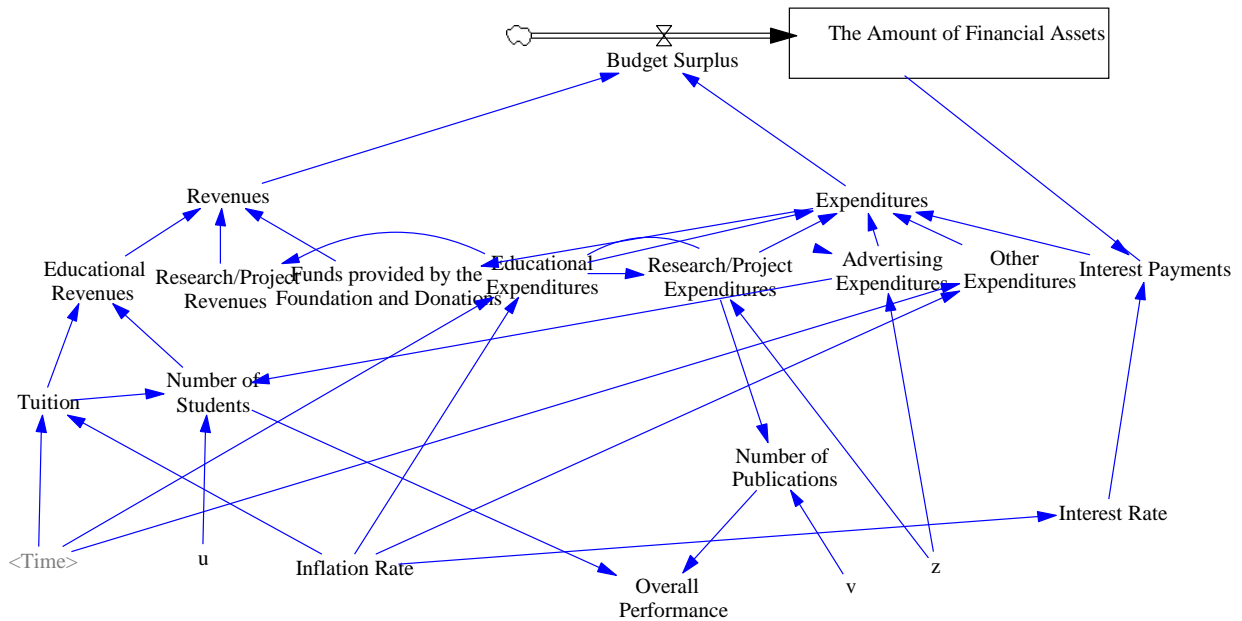 The Amount of Financial Assets
Budget Surplus
Revenues
Expenditures
Educational
Revenues
Research/Project
Revenues
Funds provided by the
Foundation and Donations
Educational
Expenditures
Research/Project
Expenditures
Advertising
Expenditures
Other
Expenditures
Interest Payments
Tuition
Number of
Students
Number of
Publications
Interest Rate
<Time>
u
Inflation Rate
Overall
Performance
v
z